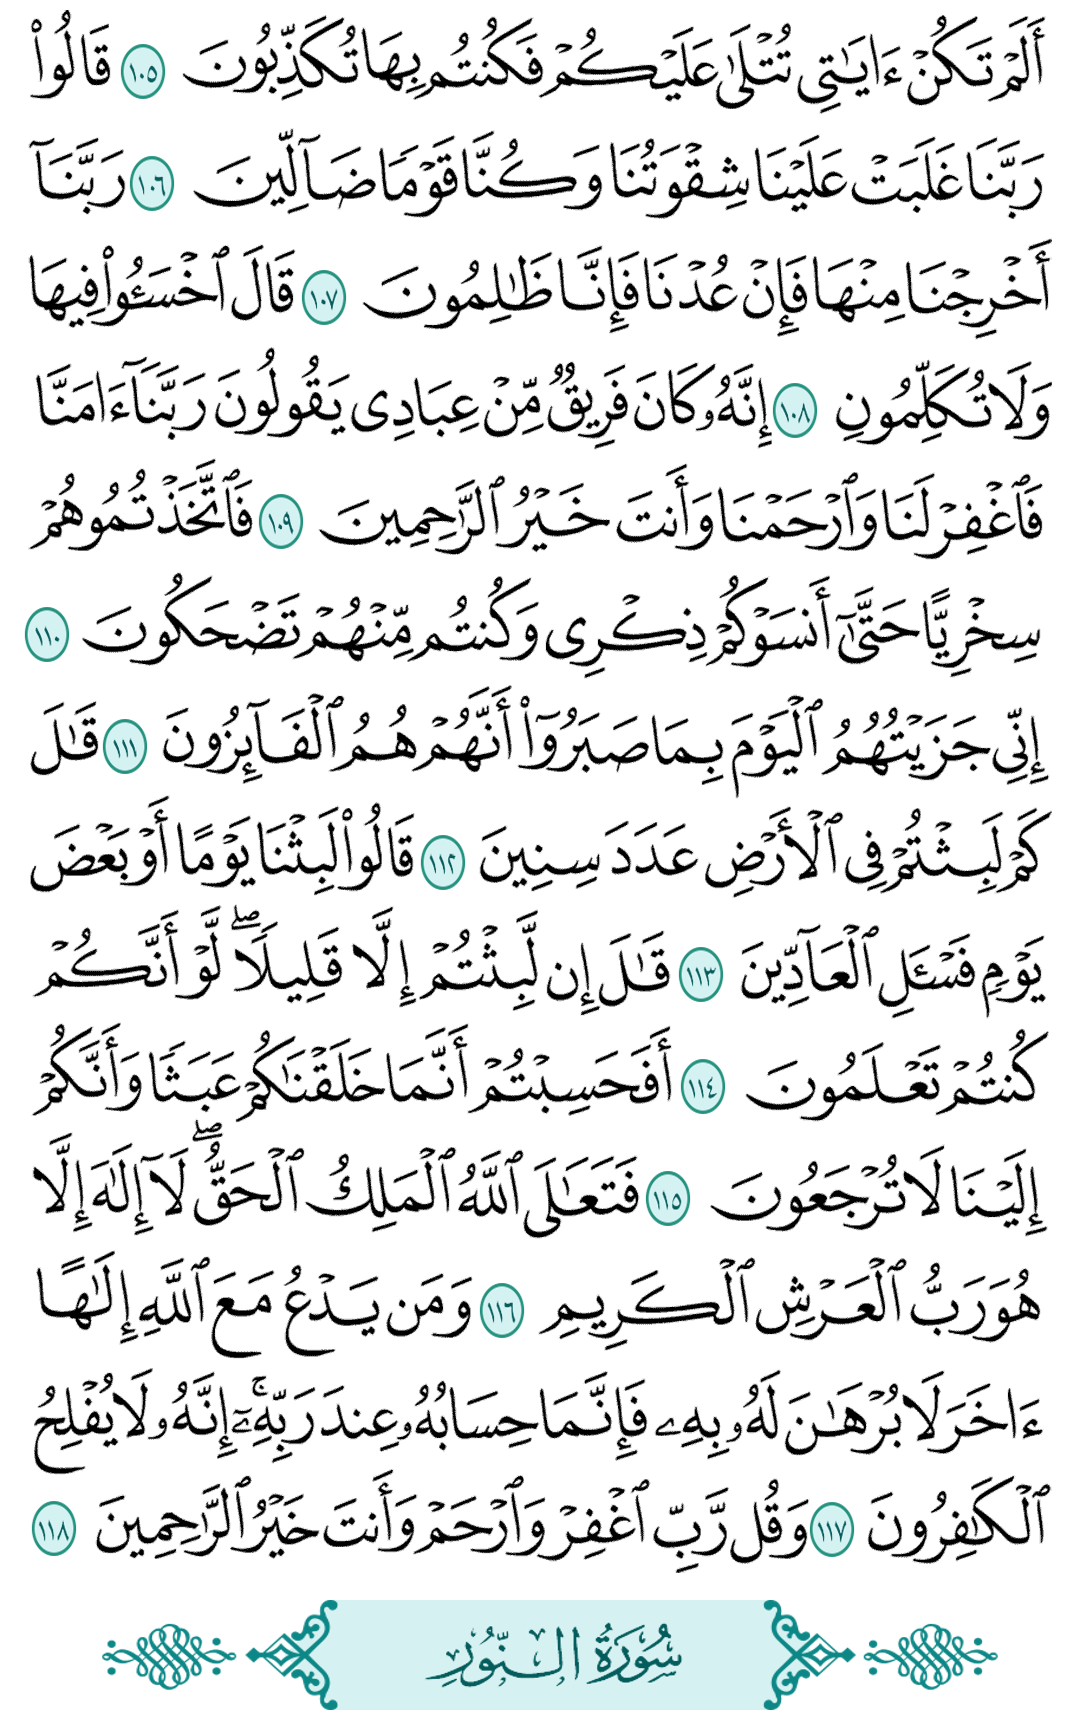 أَلَمۡ تَكُنۡ ءَايَٰتِي تُتۡلَىٰ عَلَيۡكُمۡ فَكُنتُم بِهَا تُكَذِّبُونَ ١٠٥ قَالُواْ
رَبَّنَا غَلَبَتۡ عَلَيۡنَا شِقۡوَتُنَا وَكُنَّا قَوۡمٗا ضَآلِّينَ ١٠٦ رَبَّنَآ
أَخۡرِجۡنَا مِنۡهَا فَإِنۡ عُدۡنَا فَإِنَّا ظَٰلِمُونَ ١٠٧ قَالَ ٱخۡسَـُٔواْ فِيهَا
وَلَا تُكَلِّمُونِ ١٠٨ إِنَّهُۥ كَانَ فَرِيقٞ مِّنۡ عِبَادِي يَقُولُونَ رَبَّنَآ ءَامَنَّا
فَٱغۡفِرۡ لَنَا وَٱرۡحَمۡنَا وَأَنتَ خَيۡرُ ٱلرَّٰحِمِينَ ١٠٩ فَٱتَّخَذۡتُمُوهُمۡ
سِخۡرِيًّا حَتَّىٰٓ أَنسَوۡكُمۡ ذِكۡرِي وَكُنتُم مِّنۡهُمۡ تَضۡحَكُونَ ١١٠
إِنِّي جَزَيۡتُهُمُ ٱلۡيَوۡمَ بِمَا صَبَرُوٓاْ أَنَّهُمۡ هُمُ ٱلۡفَآئِزُونَ ١١١ قَٰلَ
كَمۡ لَبِثۡتُمۡ فِي ٱلۡأَرۡضِ عَدَدَ سِنِينَ ١١٢ قَالُواْ لَبِثۡنَا يَوۡمًا أَوۡ بَعۡضَ
يَوۡمٖ فَسۡـَٔلِ ٱلۡعَآدِّينَ ١١٣ قَٰلَ إِن لَّبِثۡتُمۡ إِلَّا قَلِيلٗاۖ لَّوۡ أَنَّكُمۡ
كُنتُمۡ تَعۡلَمُونَ ١١٤ أَفَحَسِبۡتُمۡ أَنَّمَا خَلَقۡنَٰكُمۡ عَبَثٗا وَأَنَّكُمۡ
إِلَيۡنَا لَا تُرۡجَعُونَ ١١٥ فَتَعَٰلَى ٱللَّهُ ٱلۡمَلِكُ ٱلۡحَقُّۖ لَآ إِلَٰهَ إِلَّا
هُوَ رَبُّ ٱلۡعَرۡشِ ٱلۡكَرِيمِ ١١٦ وَمَن يَدۡعُ مَعَ ٱللَّهِ إِلَٰهًا
ءَاخَرَ لَا بُرۡهَٰنَ لَهُۥ بِهِۦ فَإِنَّمَا حِسَابُهُۥ عِندَ رَبِّهِۦٓۚ إِنَّهُۥ لَا يُفۡلِحُ
ٱلۡكَٰفِرُونَ ١١٧ وَقُل رَّبِّ ٱغۡفِرۡ وَٱرۡحَمۡ وَأَنتَ خَيۡرُ ٱلرَّٰحِمِينَ ١١٨
سُورَةُ النُّورِ